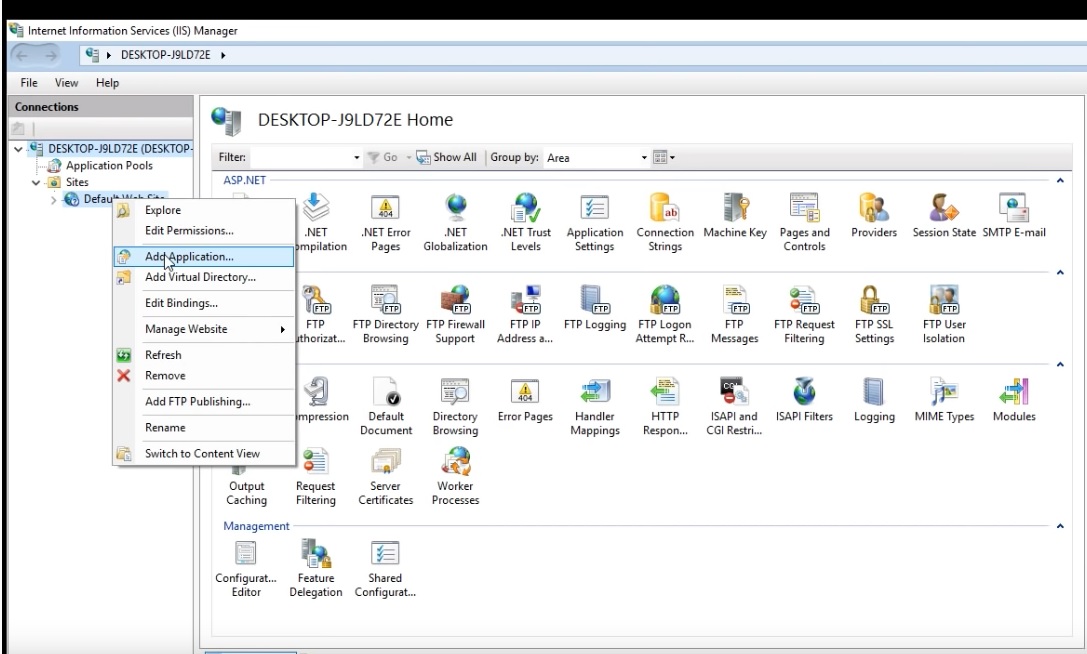 Internet Information Services (IIS) Manager
DESKTOP-J9LD72E
File View Help
Connections
DESKTOP-J9LD72E (DESKTOP-
Application Pools
Sites
Default Web Site
Explore
Edit Permissions...
Add Application...
Add Virtual Directory...
Edit Bindings...
Manage Website
Refresh
Remove
Add FTP Publishing...
Rename
Switch to Content View
DESKTOP-J9LD72E Home
Filter: Go Show All Group by: Area
ASP.NET
.NET .NET Error .NET .NET Trust Application Connection Machine Key Pages and Providers Session State SMTP E-mail
mpilation Pages Globalization Levels Settings Strings Controls
FTP FTP Directory FTP Firewall FTP IP FTP Logging FTP Logon FTP FTP Request FTP SSL FTP User
uthorizat... Browsing Support Address a... Attempt R... Messages Filtering Settings Isolation
mpression Default Directory Error Pages Handler HTTP ISAPI and ISAPI Filters Logging MIME Types Modules
Document Browsing Mappings Respon... CGI Restri...
Output Request Server Worker
Caching Filtering Certificates Processes
Management
Configurat... Feature Shared
Editor Delegation Configurat...